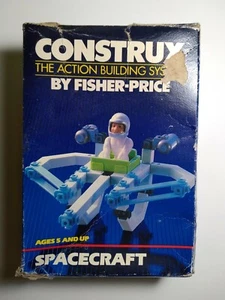 CONSTRUX
THE ACTION BUILDING SYS
BY FISHER-PRICE
AGES 5 AND UP
SPACECRAFT